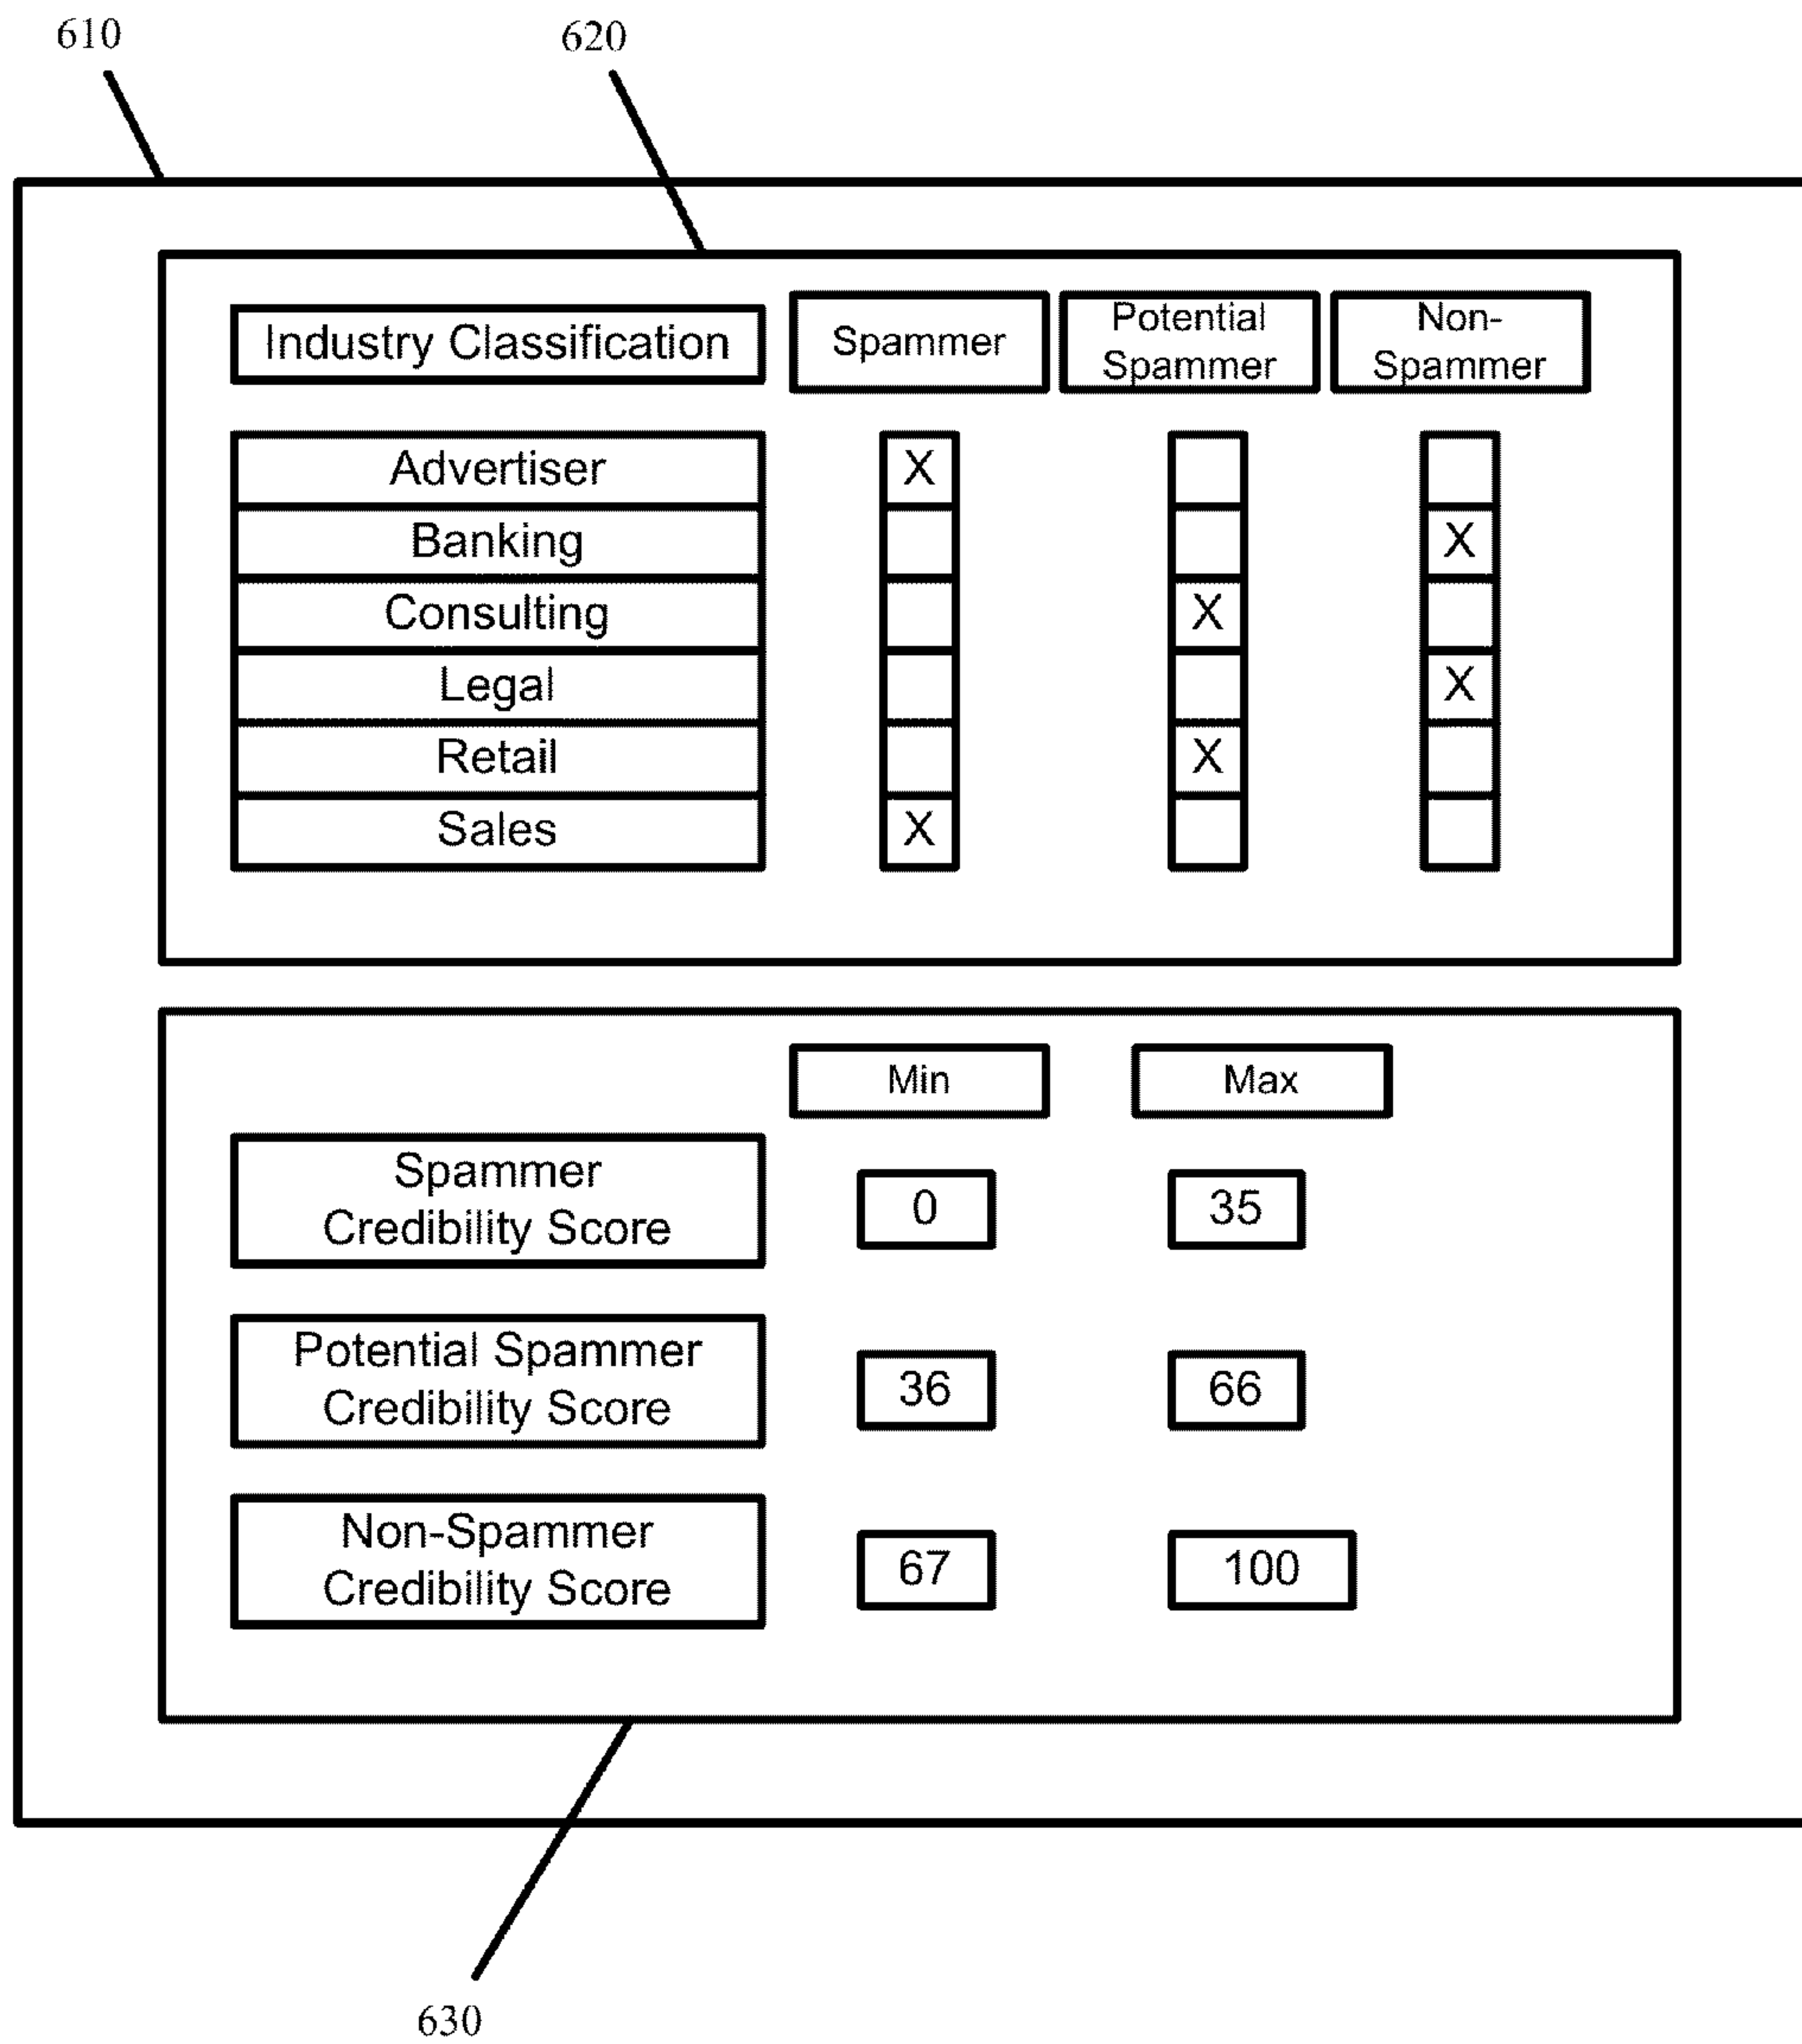 610
620
Industry Classification
Spammer
Potential
Spammer
Non-
Spammer
Advertiser X
Banking X
Consulting X
Legal X
Retail X
Sales X
Min
Max
Spammer
Credibility Score
0
35
Potential Spammer
Credibility Score
36
66
Non-Spammer
Credibility Score
67
100
630